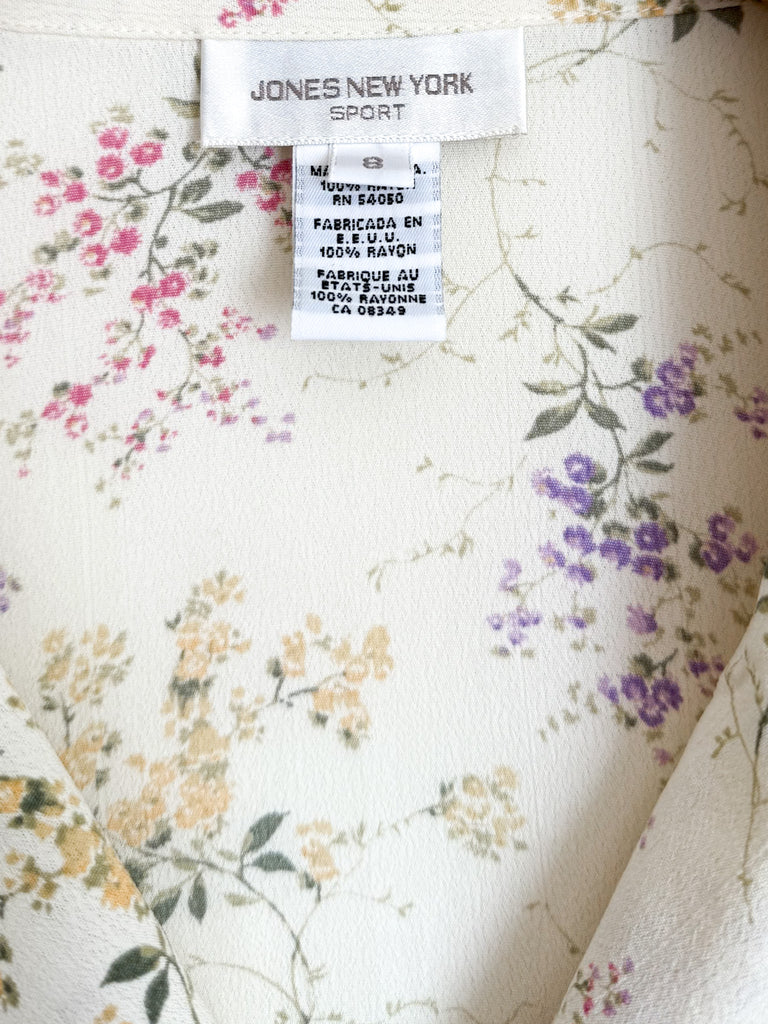 JONES NEW YORK
SPORT
8
100%
RN 54050
FABRICADA EN
E.E.U.U.
100% RAYON
FABRIQUE AU
ETATS-UNIS
100% RAYONNE
CA 08349